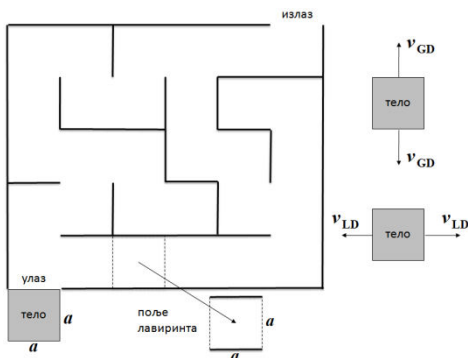 излаз
v_GD
тело
v_GD
v_LD
тело
v_LD
улаз
тело
a
a
поље
лавиринта
a
a